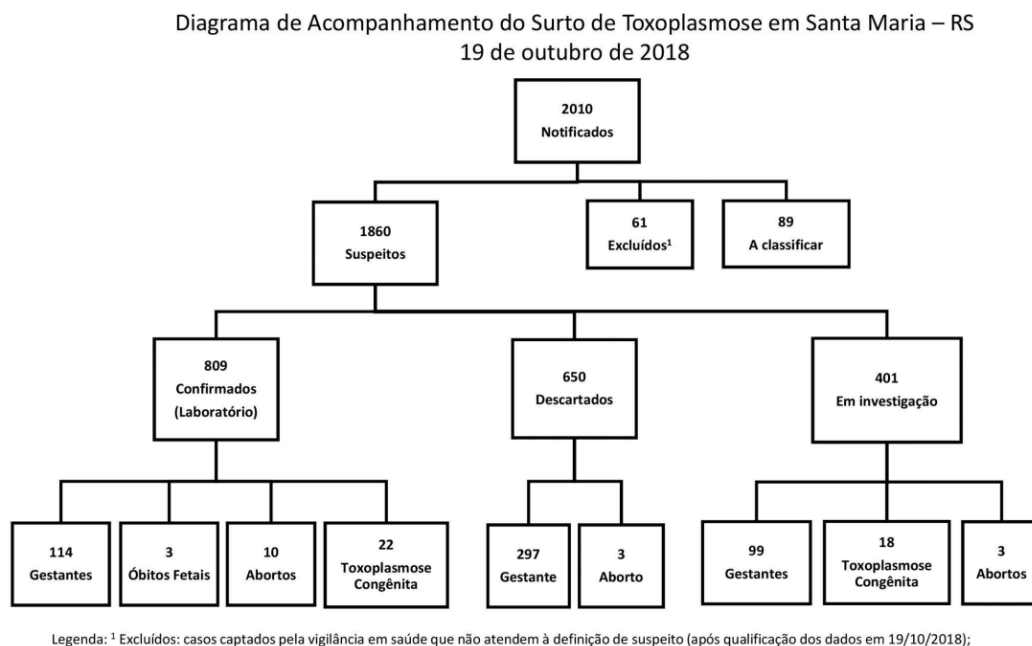 Diagrama de Acompanhamento do Surto de Toxoplasmose em Santa Maria – RS
19 de outubro de 2018
2010
Notificados
1860
Suspeitos
61
Excluídos¹
89
A classificar
809
Confirmados
(Laboratório)
650
Descartados
401
Em investigação
114
Gestantes
3
Óbitos Fetais
10
Abortos
22
Toxoplasmose
Congênita
297
Gestante
3
Aborto
99
Gestantes
18
Toxoplasmose
Congênita
3
Abortos
Legenda: ¹ Excluídos: casos captados pela vigilância em saúde que não atendem à definição de suspeito (após qualificação dos dados em 19/10/2018);